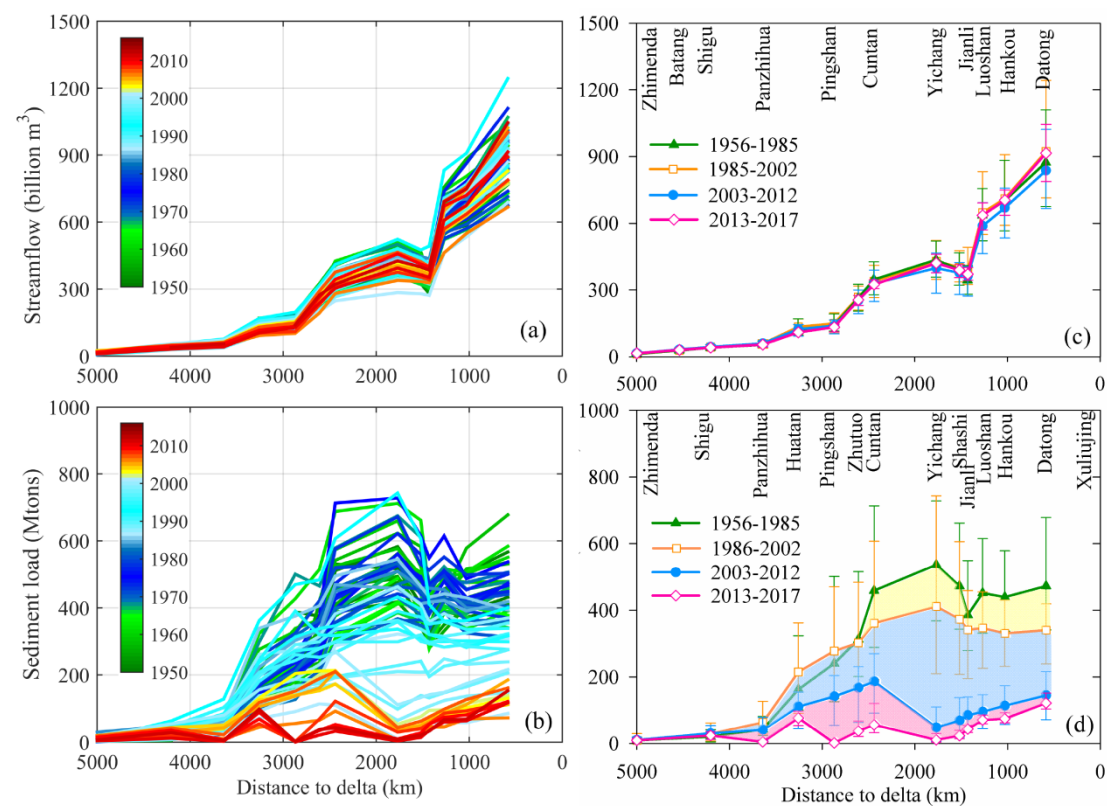 1500
1200
900
600
300
0
Streamflow (billion m³)
2010
2000
1990
1980
1970
1960
1950
(a)
5000
4000
3000
2000
1000
0
1500
1200
900
600
300
0
Zhimenda
Batang
Shigu
Panzhihua
Pingshan
Cuntan
Yichang
Jianli
Luoshan
Hankou
Datong
1956-1985
1985-2002
2003-2012
2013-2017
(c)
5000
4000
3000
2000
1000
0
1000
800
600
400
200
0
Sediment load (Mtons)
2010
2000
1990
1980
1970
1960
1950
(b)
5000
4000
3000
2000
1000
0
Distance to delta (km)
1000
800
600
400
200
0
Zhimenda
Shigu
Panzhihua
Huatan
Pingshan
Zhutuo
Cuntan
Yichang
Shashi
Jianli
Luoshan
Hankou
Datong
Xuliujing
1956-1985
1986-2002
2003-2012
2013-2017
(d)
5000
4000
3000
2000
1000
0
Distance to delta (km)